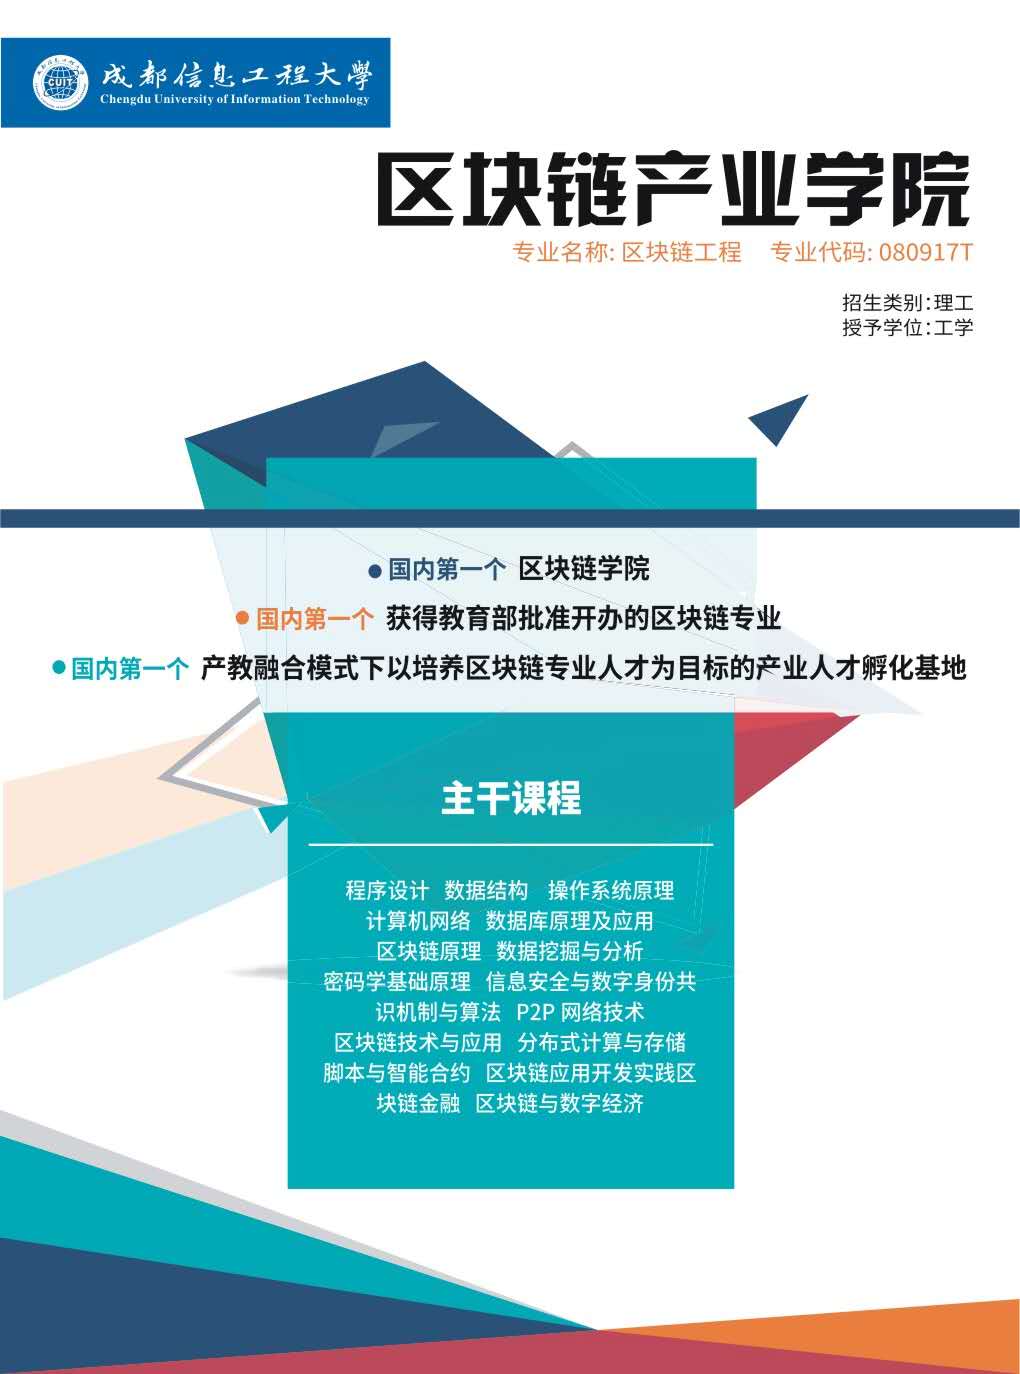 成都信息工程大學
CUIT
Chengdu University of Information Technology
区块链产业学院
专业名称: 区块链工程 专业代码: 080917T
招生类别:理工
授予学位:工学
国内第一个 区块链学院
国内第一个 获得教育部批准开办的区块链专业
国内第一个 产教融合模式下以培养区块链专业人才为目标的产业人才孵化基地
主干课程
程序设计 数据结构 操作系统原理
计算机网络 数据库原理及应用
区块链原理 数据挖掘与分析
密码学基础原理 信息安全与数字身份共
识机制与算法 P2P 网络技术
区块链技术与应用 分布式计算与存储
脚本与智能合约 区块链应用开发实践区
块链金融 区块链与数字经济